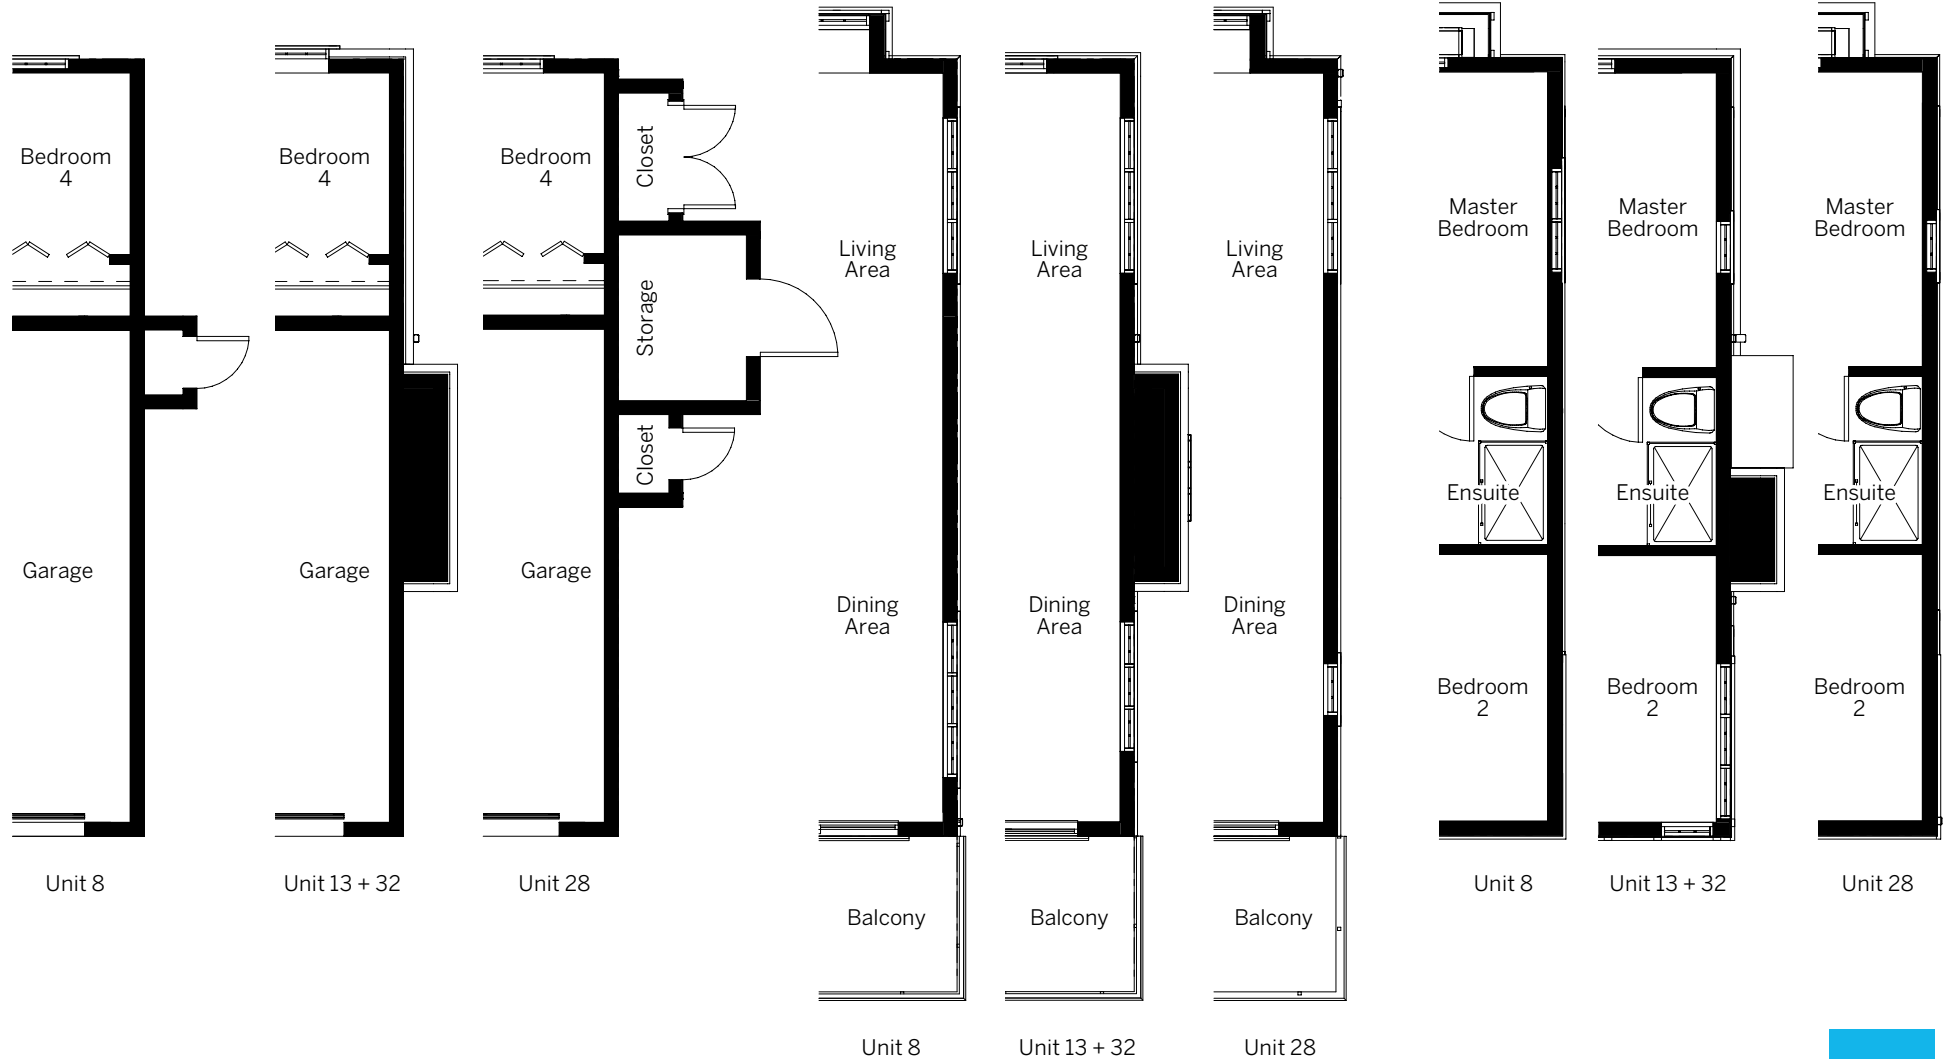 Bedroom
4
Garage
Unit 8
Bedroom
4
Garage
Unit 13 + 32
Bedroom
4
Closet
Storage
Closet
Garage
Unit 28
Living
Area
Dining
Area
Balcony
Unit 8
Living
Area
Dining
Area
Balcony
Unit 13 + 32
Living
Area
Dining
Area
Balcony
Unit 28
Master
Bedroom
Ensuite
Bedroom
2
Unit 8
Master
Bedroom
Ensuite
Bedroom
2
Unit 13 + 32
Master
Bedroom
Ensuite
Bedroom
2
Unit 28